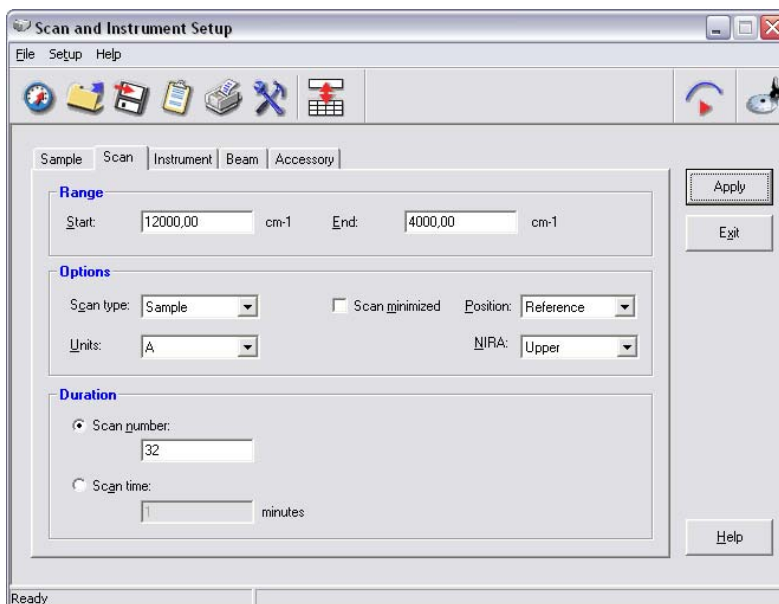 Scan and Instrument Setup
File Setup Help
Sample Scan Instrument Beam Accessory
Range
Start: 12000,00 cm-1 End: 4000,00 cm-1
Apply
Exit
Options
Scan type: Sample Scan minimized Position: Reference
Units: A NIRA: Upper
Duration
Scan number:
32
Scan time:
1 minutes
Help
Ready